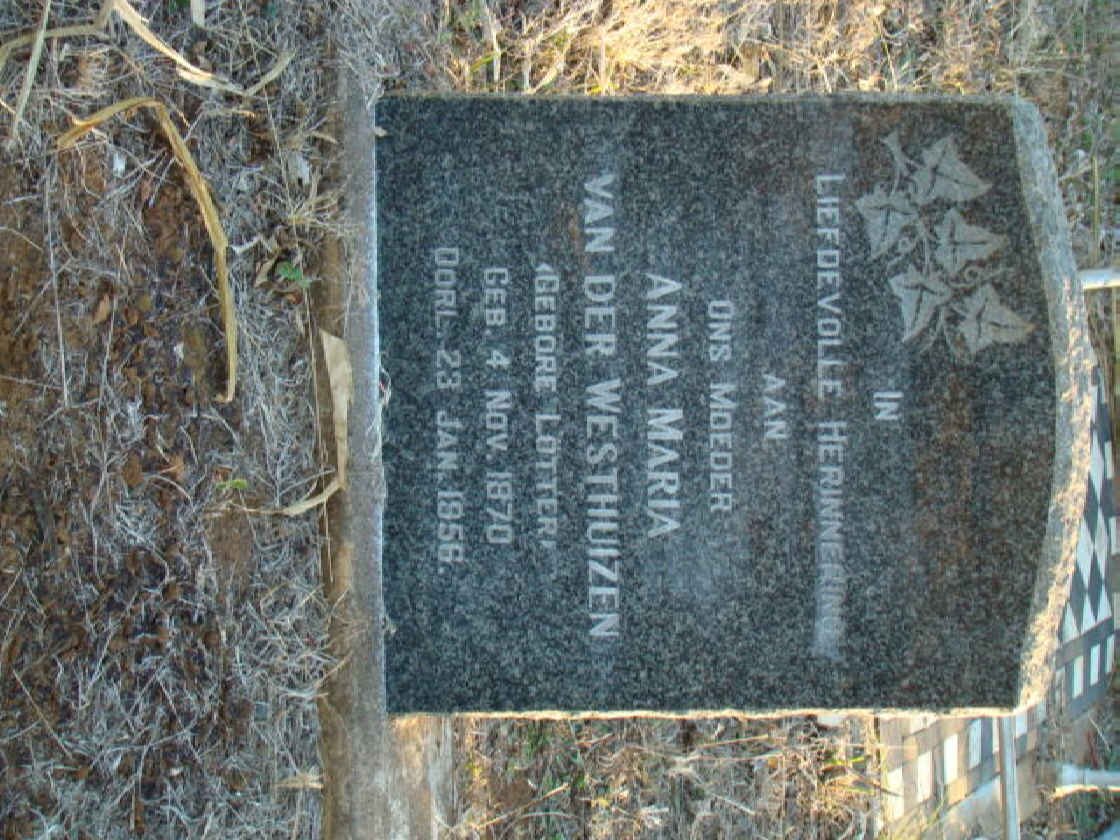 IN
LIEFDEVOLLE HERINNERING
AAN
ONS MOEDER
ANNA MARIA
VAN DER WESTHUIZEN
(GEBORE LOTTER)
GEB. 4 NOV. 1870
OORL. 23 JAN. 1956.